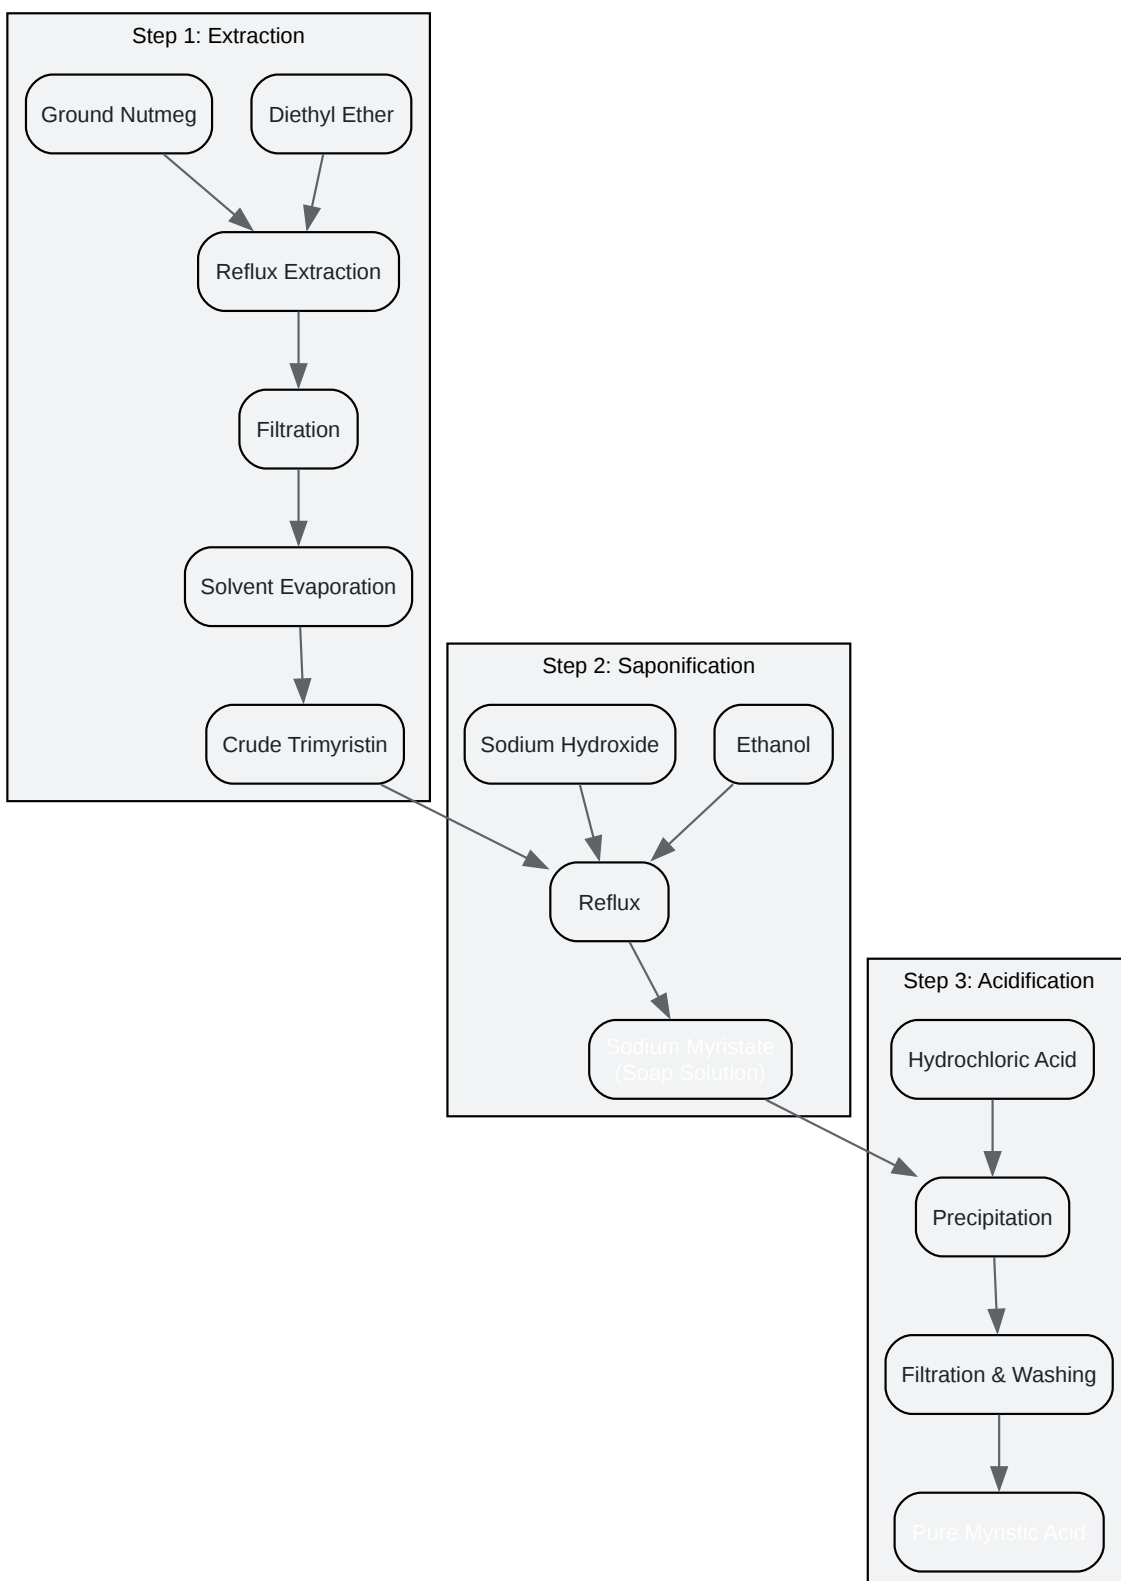 Step 1: Extraction
Ground Nutmeg
Diethyl Ether
Reflux Extraction
Filtration
Solvent Evaporation
Crude Trimyristin
Step 2: Saponification
Sodium Hydroxide
Ethanol
Reflux
Sodium Myristate
(Soap Solution)
Step 3: Acidification
Hydrochloric Acid
Precipitation
Filtration & Washing
Pure Myristic Acid